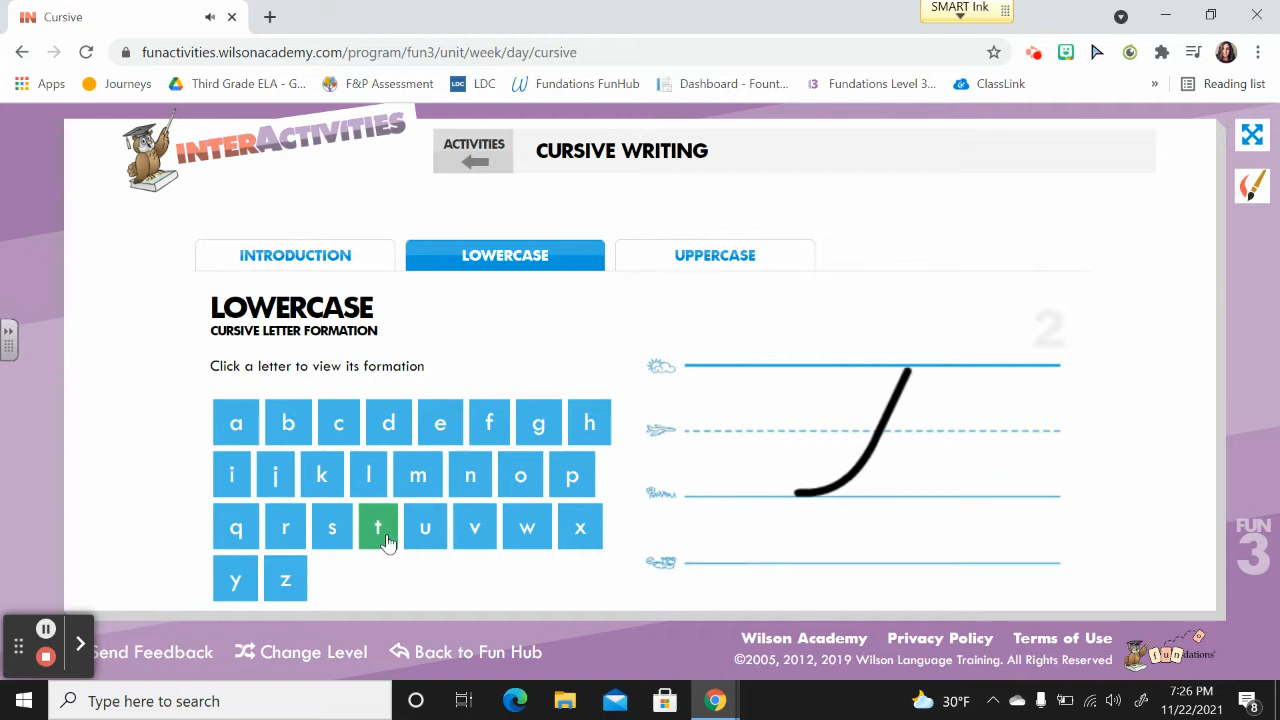 IN Cursive
SMART Ink
funactivities.wilsonacademy.com/program/fun3/unit/week/day/cursive
Apps Journeys Third Grade ELA - G... F&P Assessment LDC LDC Fundations FunHub Dashboard - Fount... Fundations Level 3... ClassLink » Reading list
INTERACTIVITIES
ACTIVITIES
CURSIVE WRITING
INTRODUCTION LOWERCASE UPPERCASE
LOWERCASE
CURSIVE LETTER FORMATION
2
Click a letter to view its formation
a b c d e f g h
i j k l m n o p
q r s t u v w x
y z
FUN
3
Send Feedback Change Level Back to Fun Hub
Wilson Academy Privacy Policy Terms of Use
©2005, 2012, 2019 Wilson Language Training. All Rights Reserved
Fundations
Type here to search
30°F
7:26 PM
11/22/2021
8